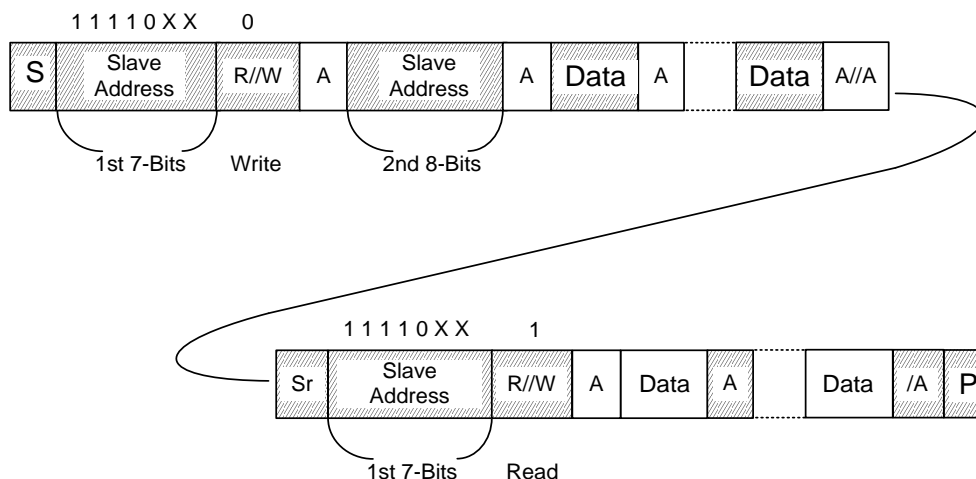 1 1 1 1 0 X X 0
S Slave Address R//W A Slave Address A Data A Data A//A
1st 7-Bits Write 2nd 8-Bits
1 1 1 1 0 X X 1
Sr Slave Address R//W A Data A Data /A P
1st 7-Bits Read